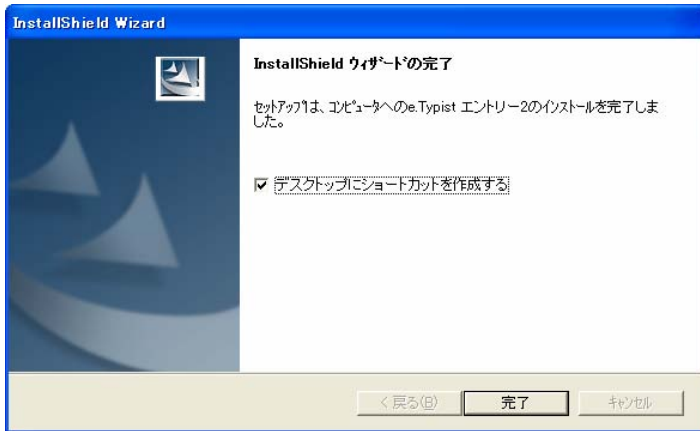 InstallShield Wizard
InstallShield ウィザードの完了
セットアップは、コンピュータへのe.Typist エントリー2のインストールを完了しま
した。
デスクトップにショートカットを作成する
< 戻る(B)
完了
キャンセル